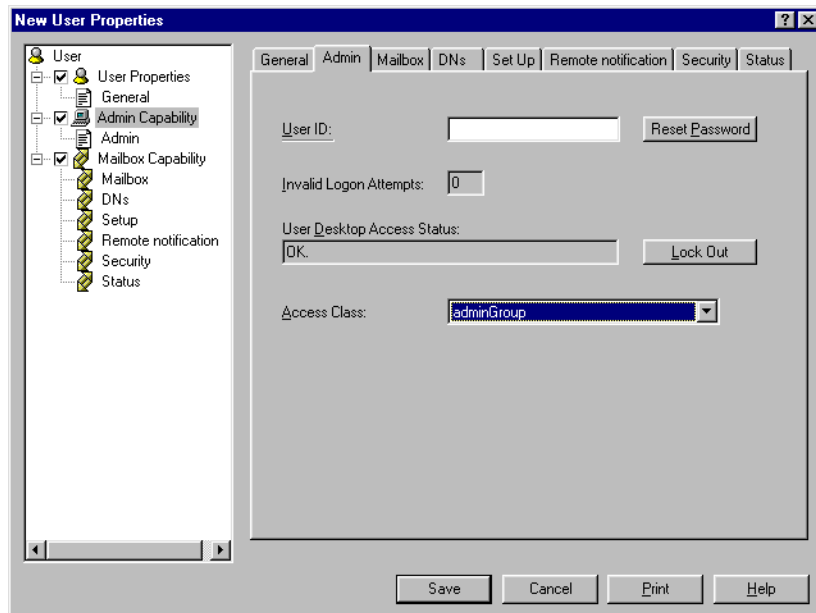 New User Properties
User
User Properties
General
Admin Capability
Admin
Mailbox Capability
Mailbox
DNs
Setup
Remote notification
Security
Status
General Admin Mailbox DNs Set Up Remote notification Security Status
User ID:
Reset Password
Invalid Logon Attempts: 0
User Desktop Access Status:
OK.
Lock Out
Access Class: adminGroup
Save Cancel Print Help